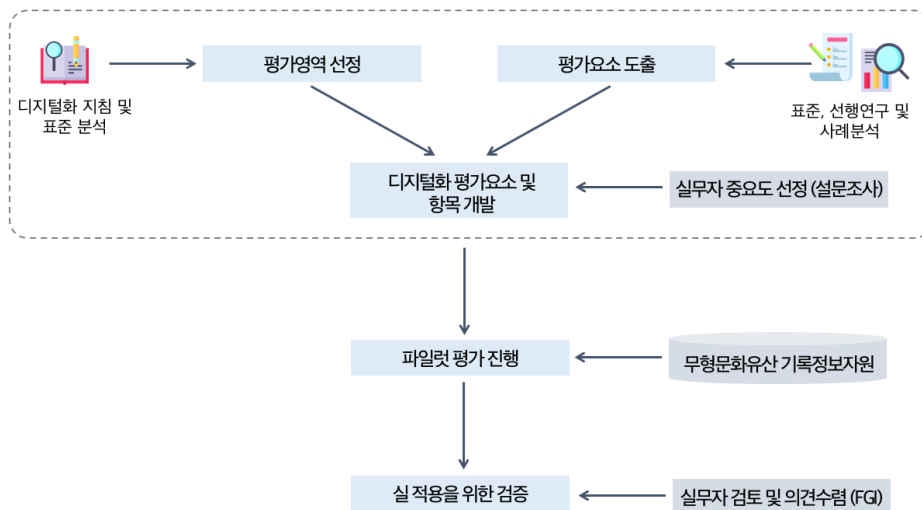 평가영역 선정
평가요소 도출
디지털화 지침 및
표준 분석
표준, 선행연구 및
사례분석
디지털화 평가요소 및
항목 개발
실무자 중요도 선정 (설문조사)
파일럿 평가 진행
무형문화유산 기록정보자원
실 적용을 위한 검증
실무자 검토 및 의견수렴 (FGI)